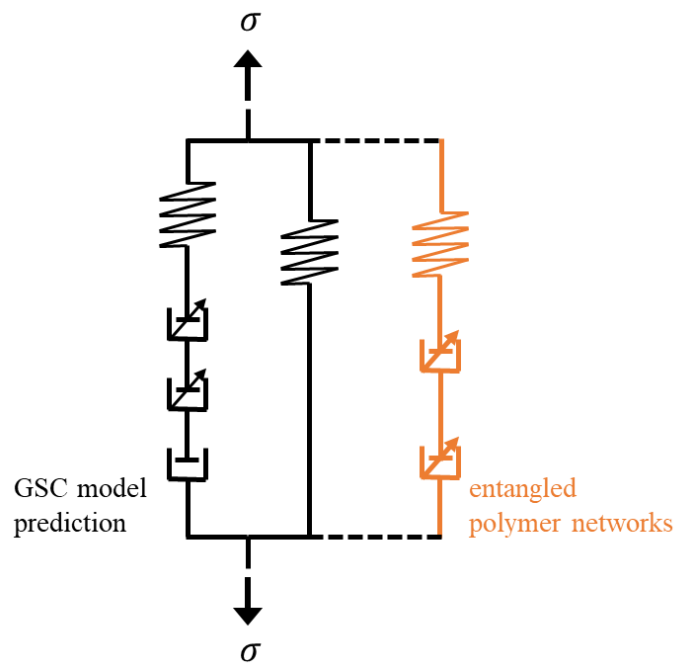 σ
GSC model
prediction
entangled
polymer networks
σ